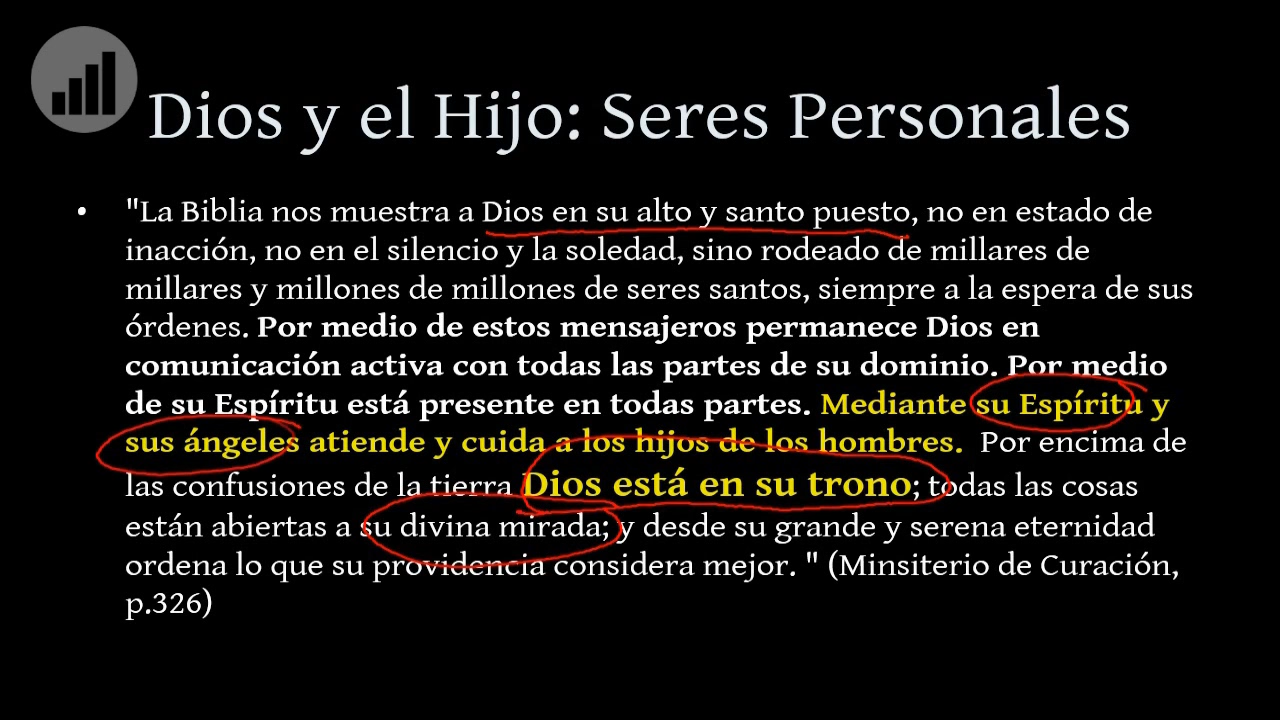 Dios y el Hijo: Seres Personales
• "La Biblia nos muestra a Dios en su alto y santo puesto, no en estado de
inacción, no en el silencio y la soledad, sino rodeado de millares de
millares y millones de millones de seres santos, siempre a la espera de sus
órdenes. Por medio de estos mensajeros permanece Dios en
comunicación activa con todas las partes de su dominio. Por medio
de su Espíritu está presente en todas partes. Mediante su Espíritu y
sus ángeles atiende y cuida a los hijos de los hombres. Por encima de
las confusiones de la tierra Dios está en su trono; todas las cosas
están abiertas a su divina mirada; y desde su grande y serena eternidad
ordena lo que su providencia considera mejor. " (Minsiterio de Curación,
p.326)